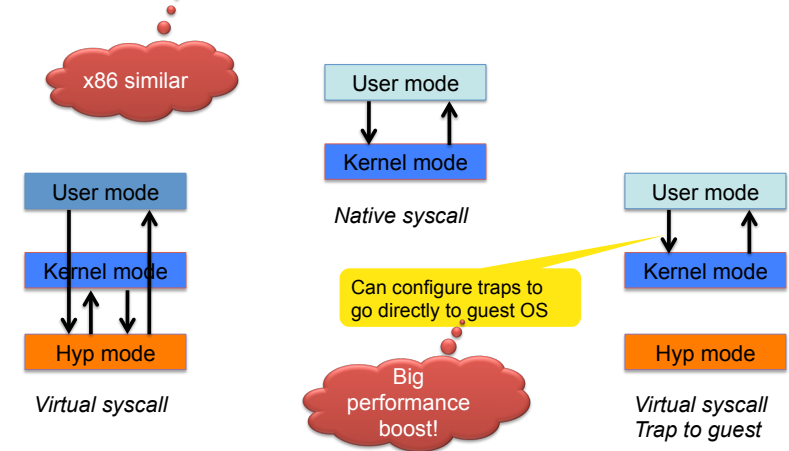 x86 similar
User mode
Kernel mode
Native syscall
User mode
Kernel mode
Hyp mode
Virtual syscall
Can configure traps to
go directly to guest OS
Big
performance
boost!
User mode
Kernel mode
Hyp mode
Virtual syscall
Trap to guest